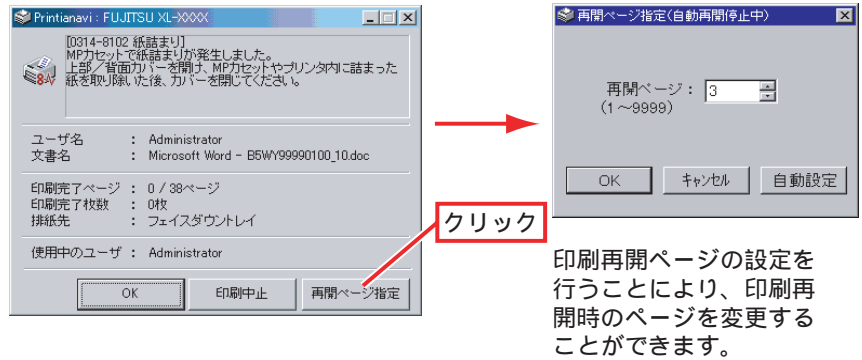 Printianavi : FUJITSU XL-XXXX
[0314-8102 紙詰まり]
MPカセットで紙詰まりが発生しました。
上部／背面カバーを開け、MPカセットやプリンタ内に詰まった
紙を取り除いた後、カバーを閉じてください。
ユーザ名 : Administrator
文書名 : Microsoft Word - B5WY99990100_10.doc
印刷完了ページ : 0 / 38ページ
印刷完了枚数 : 0枚
排紙先 : フェイスダウントレイ
使用中のユーザ : Administrator
OK 印刷中止 再開ページ指定
クリック
再開ページ指定(自動再開停止中)
再開ページ : 3
(1～9999)
OK キャンセル 自動設定
印刷再開ページの設定を
行うことにより、印刷再
開時のページを変更する
ことができます。